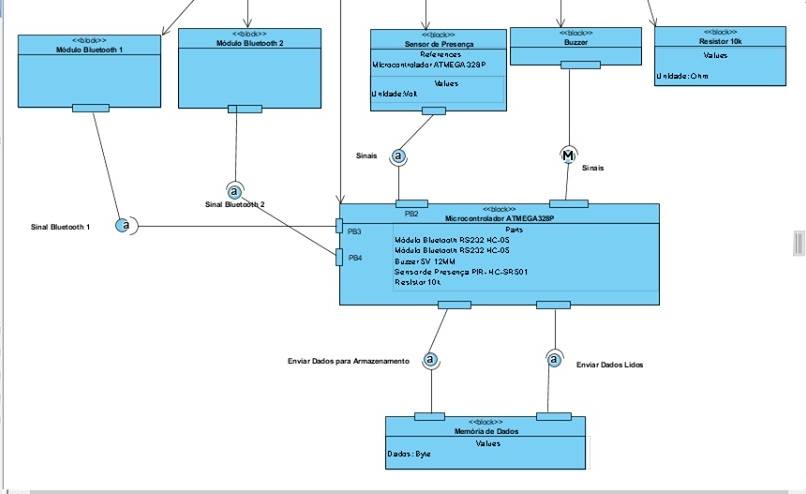 <<block>>
Módulo Bluetooth 1
<<block>>
Módulo Bluetooth 2
<<block>>
Sensor de Presença
References
Microcontrolador ATMEGA328P
Values
Unidade:Volt
<<block>>
Buzzer
<<block>>
Resistor 10k
Values
Unidade: Ohm
Sinais
a
M
Sinais
a
Sinal Bluetooth 2
Sinal Bluetooth 1
a
PB2
PB3
PB4
<<block>>
Microcontrolador ATMEGA328P
Parts
Módulo Bluetooth RS232 HC-05
Módulo Bluetooth RS232 HC-05
Buzzer 5V 12MM
Sensor de Presença PIR- HC-SR501
Resistor 10k
Enviar Dados para Armazenamento
a
a
Enviar Dados Lidos
<<block>>
Memória de Dados
Values
Dados : Byte